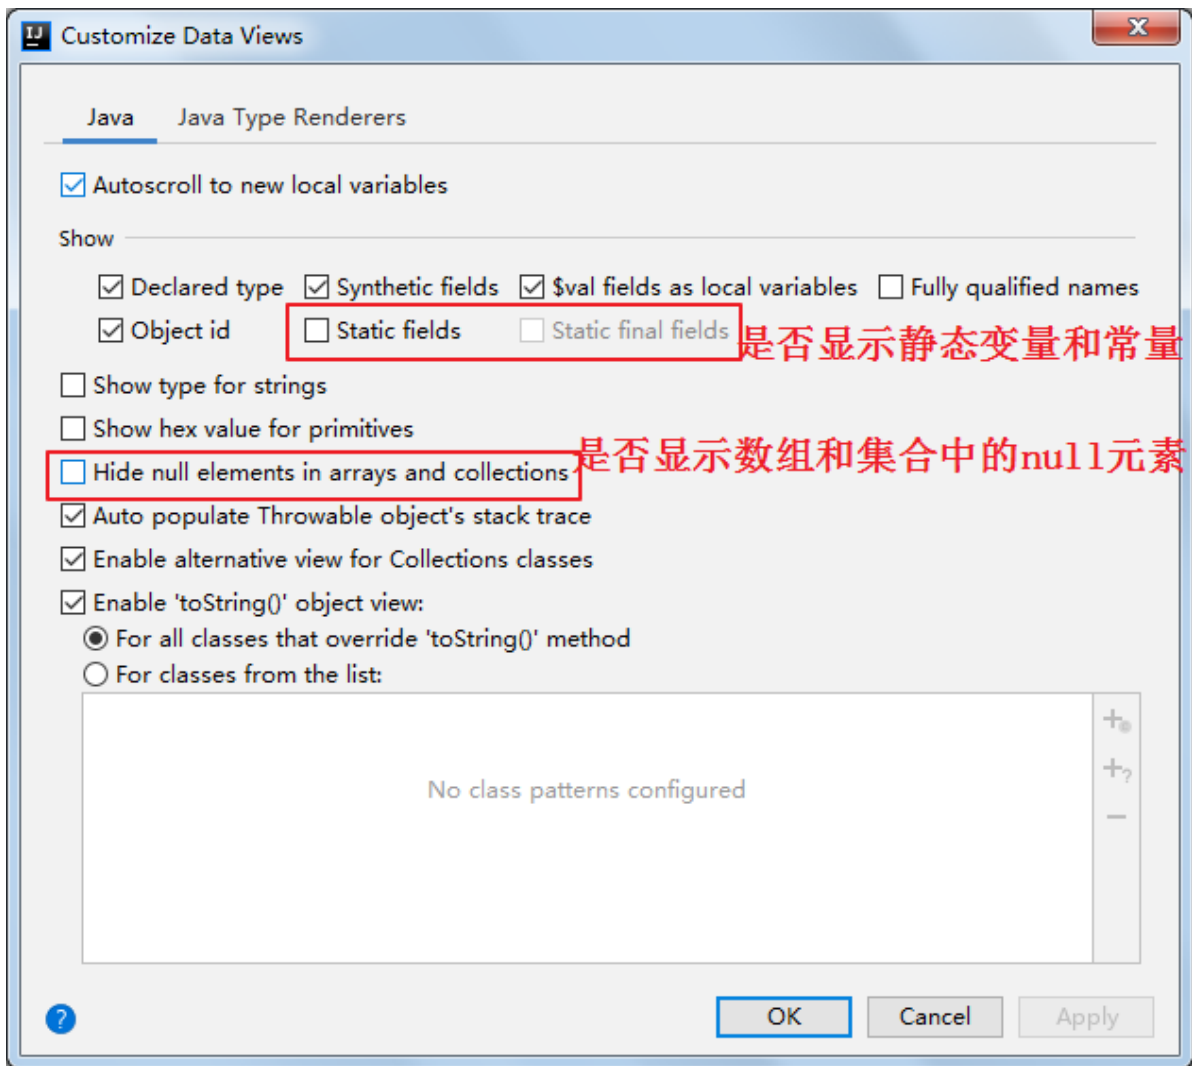 IJ Customize Data Views
Java Java Type Renderers
Autoscroll to new local variables
Show
Declared type Synthetic fields $val fields as local variables Fully qualified names
Object id Static fields Static final fields 是否显示静态变量和常量
Show type for strings
Show hex value for primitives
Hide null elements in arrays and collections 是否显示数组和集合中的null元素
Auto populate Throwable object's stack trace
Enable alternative view for Collections classes
Enable 'toString()' object view:
For all classes that override 'toString()' method
For classes from the list:
No class patterns configured
? OK Cancel Apply